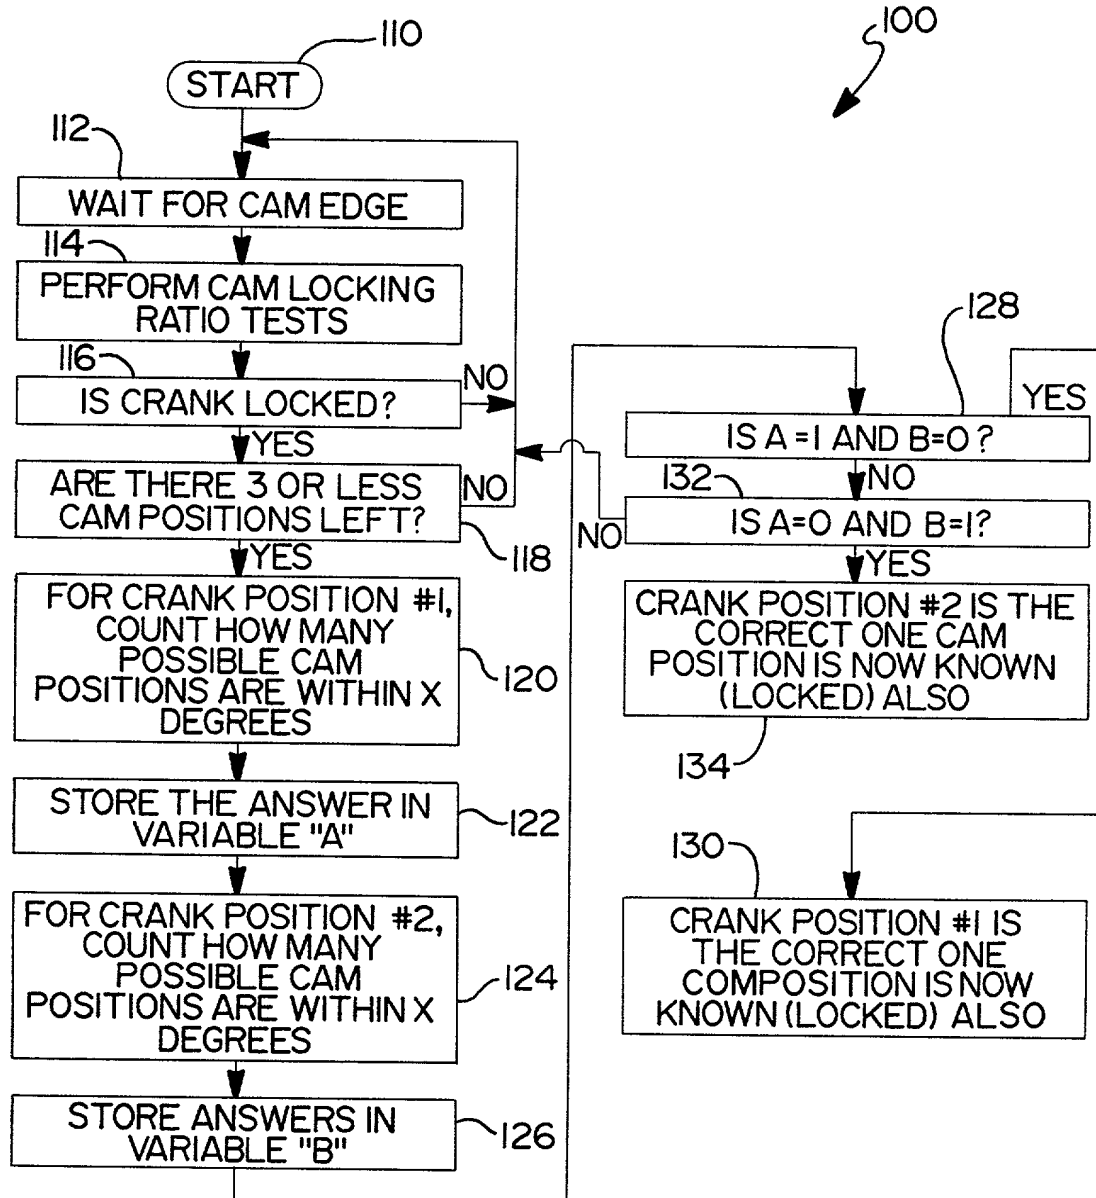 100
110
START
112
WAIT FOR CAM EDGE
114
PERFORM CAM LOCKING
RATIO TESTS
116
IS CRANK LOCKED?
NO
YES
ARE THERE 3 OR LESS
CAM POSITIONS LEFT?
NO
118
YES
FOR CRANK POSITION #1,
COUNT HOW MANY
POSSIBLE CAM
POSITIONS ARE WITHIN X
DEGREES
120
STORE THE ANSWER IN
VARIABLE "A"
122
FOR CRANK POSITION #2,
COUNT HOW MANY
POSSIBLE CAM
POSITIONS ARE WITHIN X
DEGREES
124
STORE ANSWERS IN
VARIABLE "B"
126
128
YES
IS A=1 AND B=0?
NO
132
IS A=0 AND B=1?
NO
YES
CRANK POSITION #2 IS THE
CORRECT ONE CAM
POSITION IS NOW KNOWN
(LOCKED) ALSO
134
130
CRANK POSITION #1 IS
THE CORRECT ONE
COMPOSITION IS NOW
KNOWN (LOCKED) ALSO